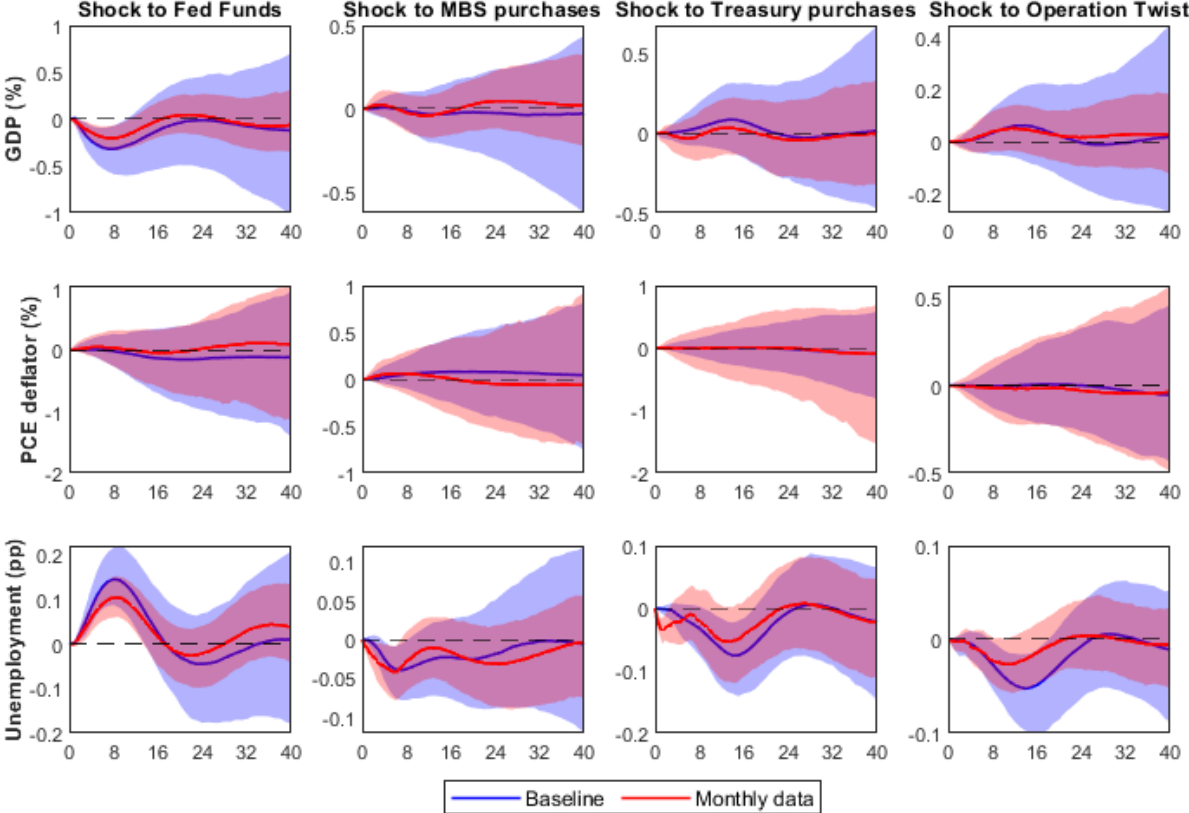 Shock to Fed Funds Shock to MBS purchases Shock to Treasury purchases Shock to Operation Twist
GDP (%)
1 0.5 0 -0.5 -1
0.5 0 -0.5
0.5 0 -0.5
0.4 0.2 0 -0.2
0 8 16 24 32 40 0 8 16 24 32 40 0 8 16 24 32 40 0 8 16 24 32 40
PCE deflator (%)
1 0 -1 -2
1 0.5 0 -0.5 -1
1 0 -1 -2
0.5 0 -0.5
0 8 16 24 32 40 0 8 16 24 32 40 0 8 16 24 32 40 0 8 16 24 32 40
Unemployment (pp)
0.2 0.1 0 -0.1 -0.2
0.1 0.05 0 -0.05 -0.1
0.1 0 -0.1 -0.2
0.1 0 -0.1
0 8 16 24 32 40 0 8 16 24 32 40 0 8 16 24 32 40 0 8 16 24 32 40
Baseline Monthly data